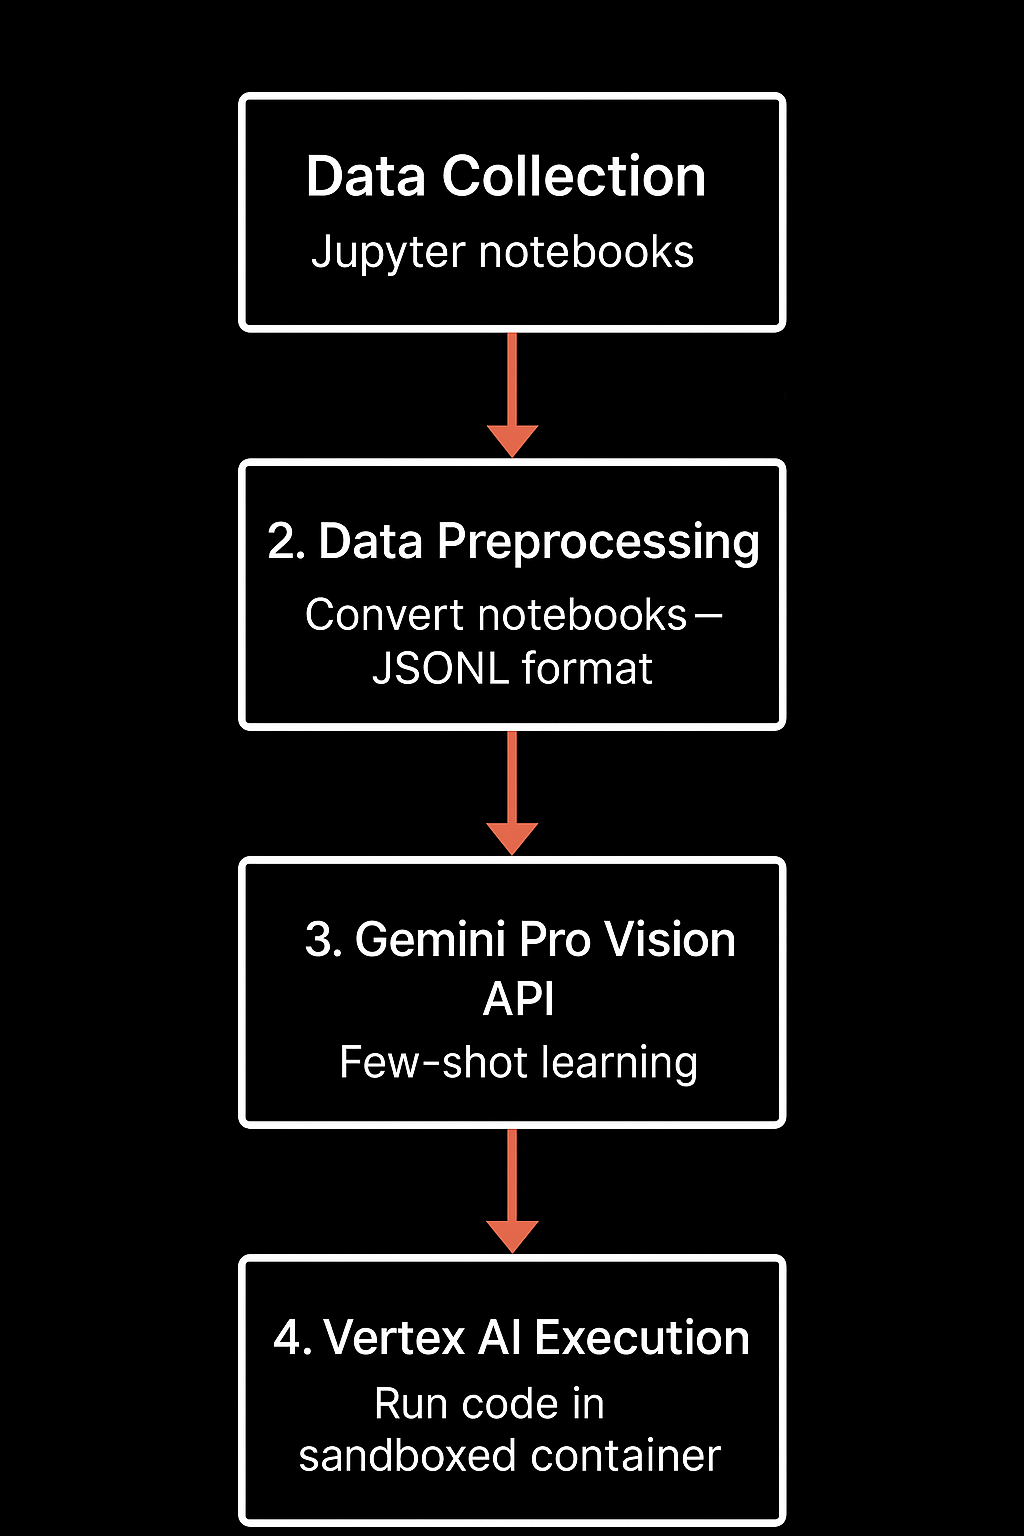 Data Collection
Jupyter notebooks
2. Data Preprocessing
Convert notebooks –
JSONL format
3. Gemini Pro Vision
API
Few-shot learning
4. Vertex AI Execution
Run code in
sandboxed container